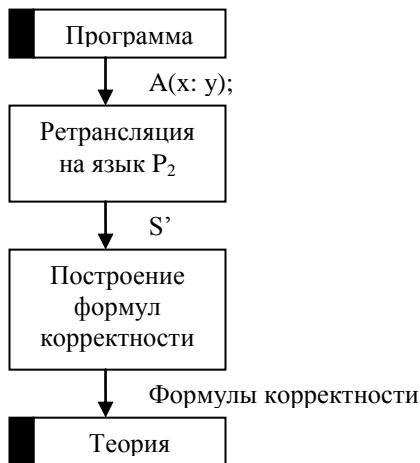 Программа
A(x: y);
Ретрансляция
на язык P₂
S’
Построение
формул
корректности
Формулы корректности
Теория